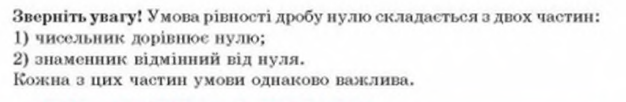 Зверніть увагу! Умова рівності дробу нулю складається з двох частин:
1) чисельник дорівнює нулю;
2) знаменник відмінний від нуля.
Кожна з цих частин умови однаково важлива.